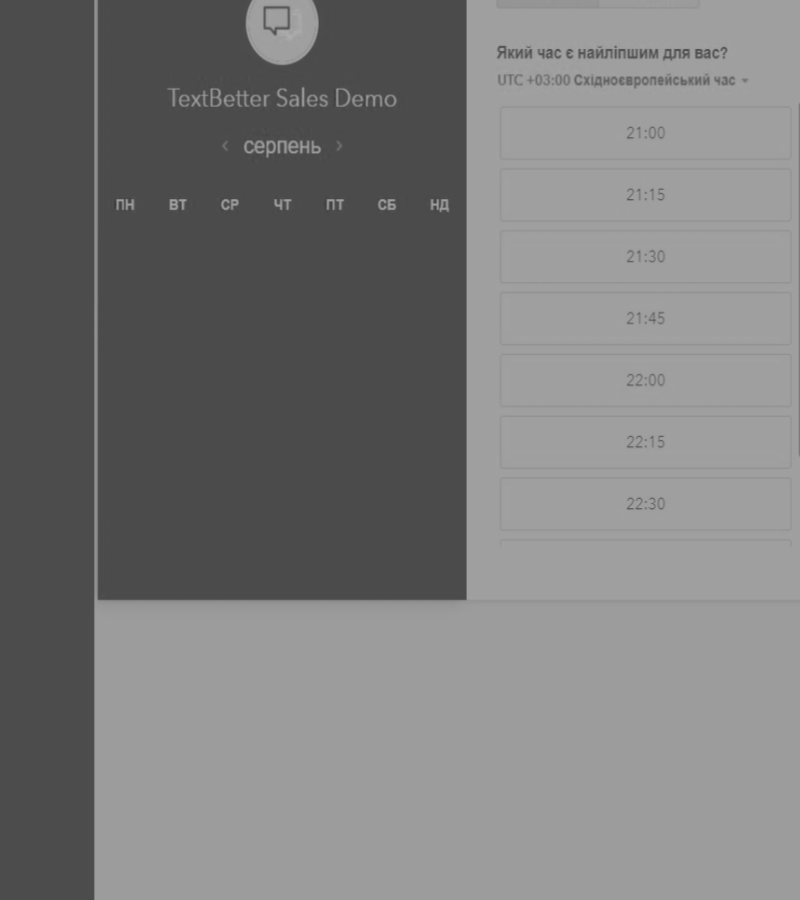 TextBetter Sales Demo
‹ серпень ›
ПН ВТ СР ЧТ ПТ СБ НД
Який час є найліпшим для вас?
UTC +03:00 Східноєвропейський час
21:00
21:15
21:30
21:45
22:00
22:15
22:30